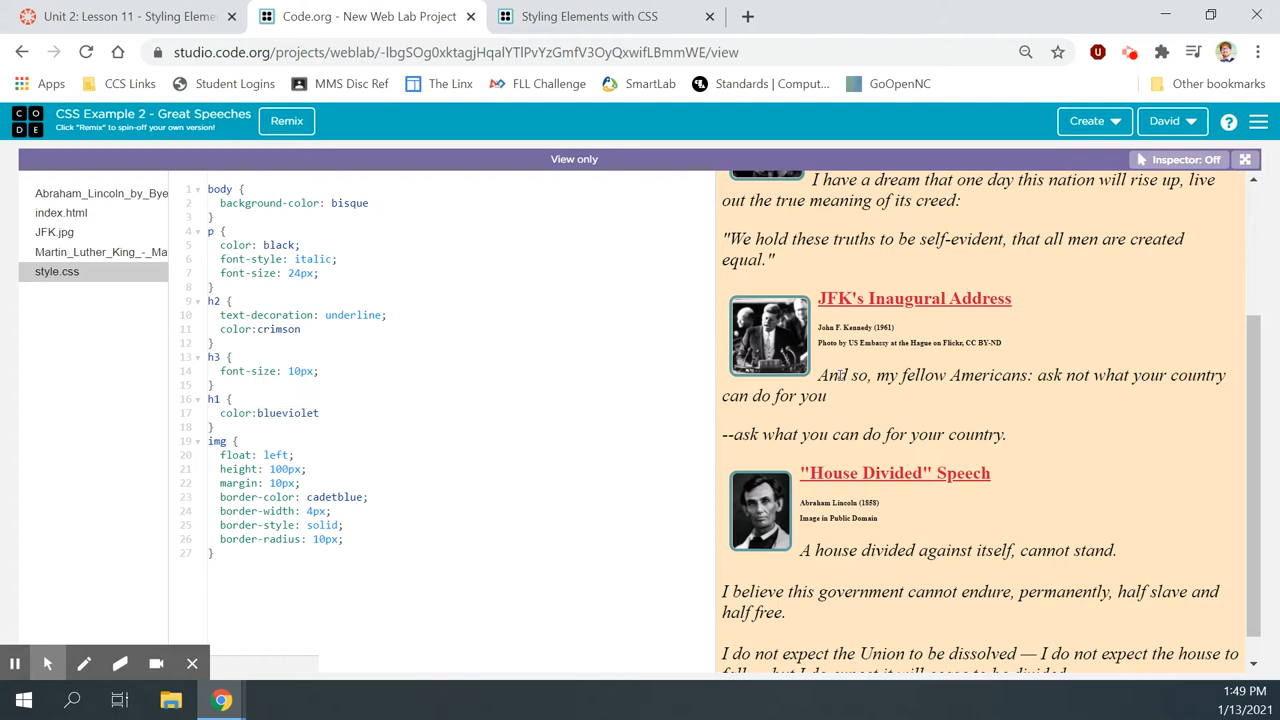 Unit 2: Lesson 11 - Styling Eleme
Code.org - New Web Lab Project
Styling Elements with CSS
studio.code.org/projects/weblab/-lbgSOg0xktagjHqalYTlPvYzGmfV3OyQxwifLBmmWE/view
Apps
CCS Links
Student Logins
MMS Disc Ref
The Linx
FLL Challenge
SmartLab
Standards | Comput...
GoOpenNC
Other bookmarks
CO
DE
CSS Example 2 - Great Speeches
Click "Remix" to spin-off your own version!
Remix
Create
David
View only
Inspector: Off
Abraham_Lincoln_by_Bye
index.html
JFK.jpg
Martin_Luther_King_-_Ma
style.css
1 body {
2 background-color: bisque
3 }
4 p {
5 color: black;
6 font-style: italic;
7 font-size: 24px;
8 }
9 h2 {
10 text-decoration: underline;
11 color:crimson
12 }
13 h3 {
14 font-size: 10px;
15 }
16 h1 {
17 color:blueviolet
18 }
19 img {
20 float: left;
21 height: 100px;
22 margin: 10px;
23 border-color: cadetblue;
24 border-width: 4px;
25 border-style: solid;
26 border-radius: 10px;
27 }
I have a dream that one day this nation will rise up, live
out the true meaning of its creed:
"We hold these truths to be self-evident, that all men are created
equal."
JFK's Inaugural Address
John F. Kennedy (1961)
Photo by US Embassy at the Hague on Flickr, CC BY-ND
And so, my fellow Americans: ask not what your country
can do for you
--ask what you can do for your country.
"House Divided" Speech
Abraham Lincoln (1858)
Image in Public Domain
A house divided against itself, cannot stand.
I believe this government cannot endure, permanently, half slave and
half free.
I do not expect the Union to be dissolved — I do not expect the house to
1:49 PM
1/13/2021